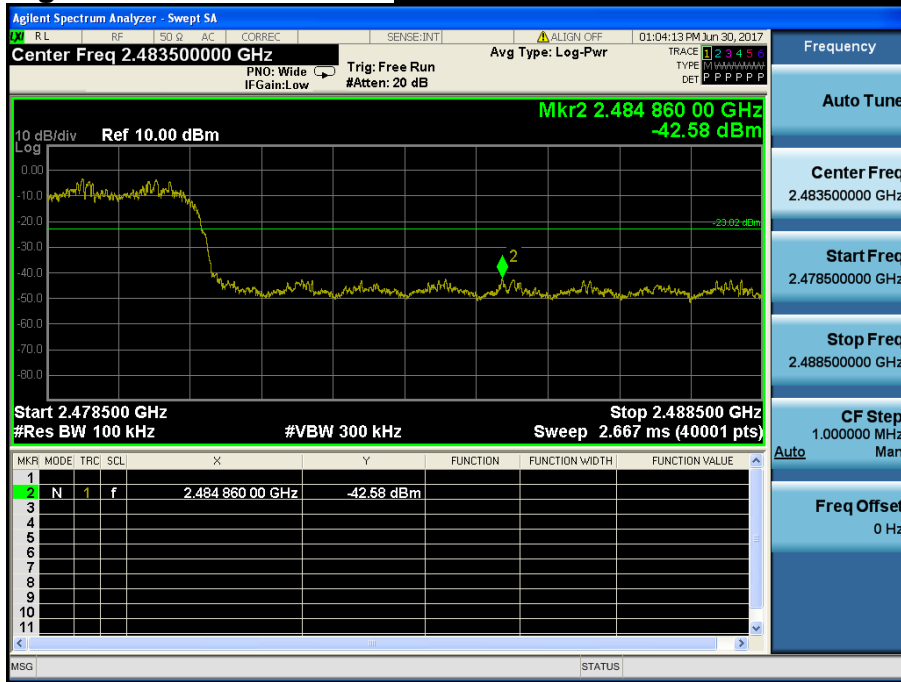 Agilent Spectrum Analyzer - Swept SA
LXI RL RF 50 Ω AC CORREC SENSE:INT ALIGN OFF 01:04:13 PM Jun 30, 2017
Center Freq 2.483500000 GHz Avg Type: Log-Pwr TRACE 1 2 3 4 5 6
PNO: Wide Trig: Free Run TYPE M
IFGain:Low #Atten: 20 dB DET P P P P P P
Mkr2 2.484 860 00 GHz
10 dB/div Ref 10.00 dBm -42.58 dBm
Log
0.00
-10.0
-20.0
-23.02 dBm
-30.0
2
-40.0
-50.0
-60.0
-70.0
-80.0
Start 2.478500 GHz Stop 2.488500 GHz
#Res BW 100 kHz #VBW 300 kHz Sweep 2.667 ms (40001 pts)
MKR MODE TRC SCL X Y FUNCTION FUNCTION WIDTH FUNCTION VALUE
1
2 N 1 f 2.484 860 00 GHz -42.58 dBm
3
4
5
6
7
8
9
10
11
MSG STATUS
Frequency
Auto Tune
Center Freq
2.483500000 GHz
Start Freq
2.478500000 GHz
Stop Freq
2.488500000 GHz
CF Step
1.000000 MHz
Auto Man
Freq Offset
0 Hz